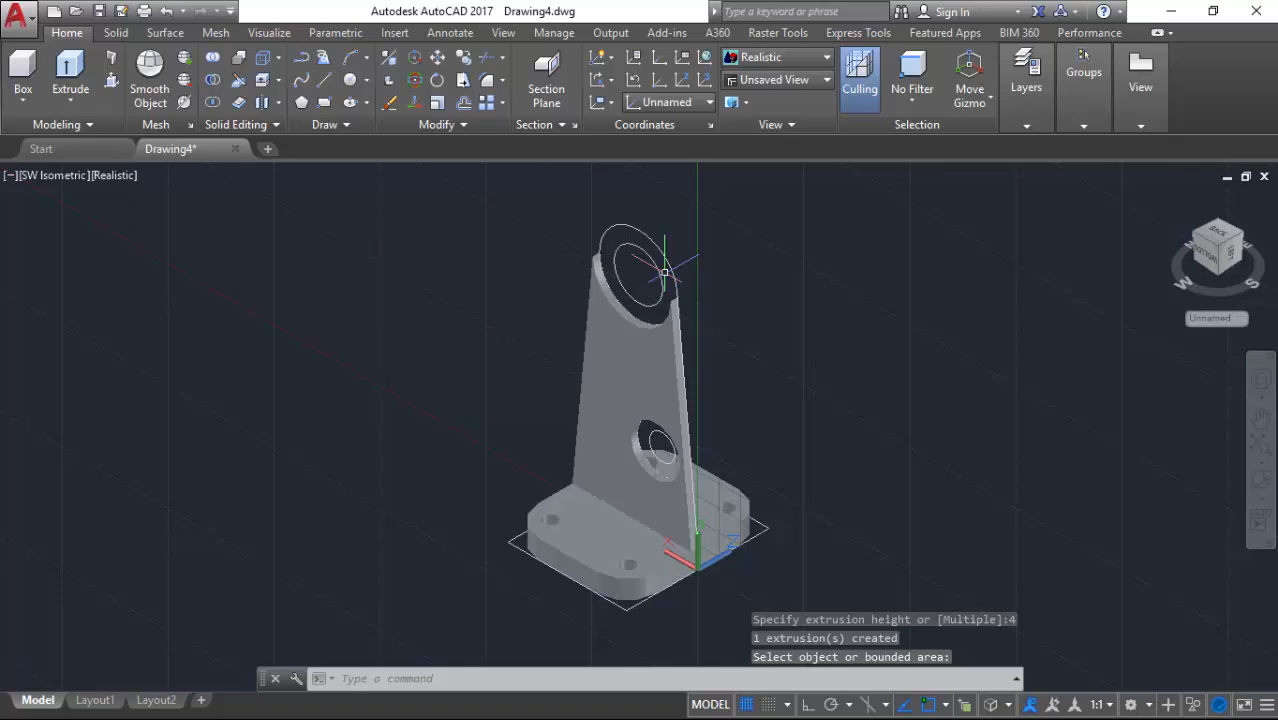 Autodesk AutoCAD 2017 Drawing4.dwg
Type a keyword or phrase
Sign In
Home Solid Surface Mesh Visualize Parametric Insert Annotate View Manage Output Add-ins A360 Raster Tools Express Tools Featured Apps BIM 360 Performance
Box
Extrude
Smooth
Object
Section
Plane
Realistic
Unsaved View
Unnamed
Culling
No Filter
Move
Gizmo
Layers
Groups
View
Modeling
Mesh
Solid Editing
Draw
Modify
Section
Coordinates
View
Selection
Start
Drawing4*
[−][SW Isometric][Realistic]
BACK
BOTTOM
W
S
Unnamed
X
Z
Specify extrusion height or [Multiple]:4
1 extrusion(s) created
Select object or bounded area:
Type a command
Model Layout1 Layout2
MODEL
1:1